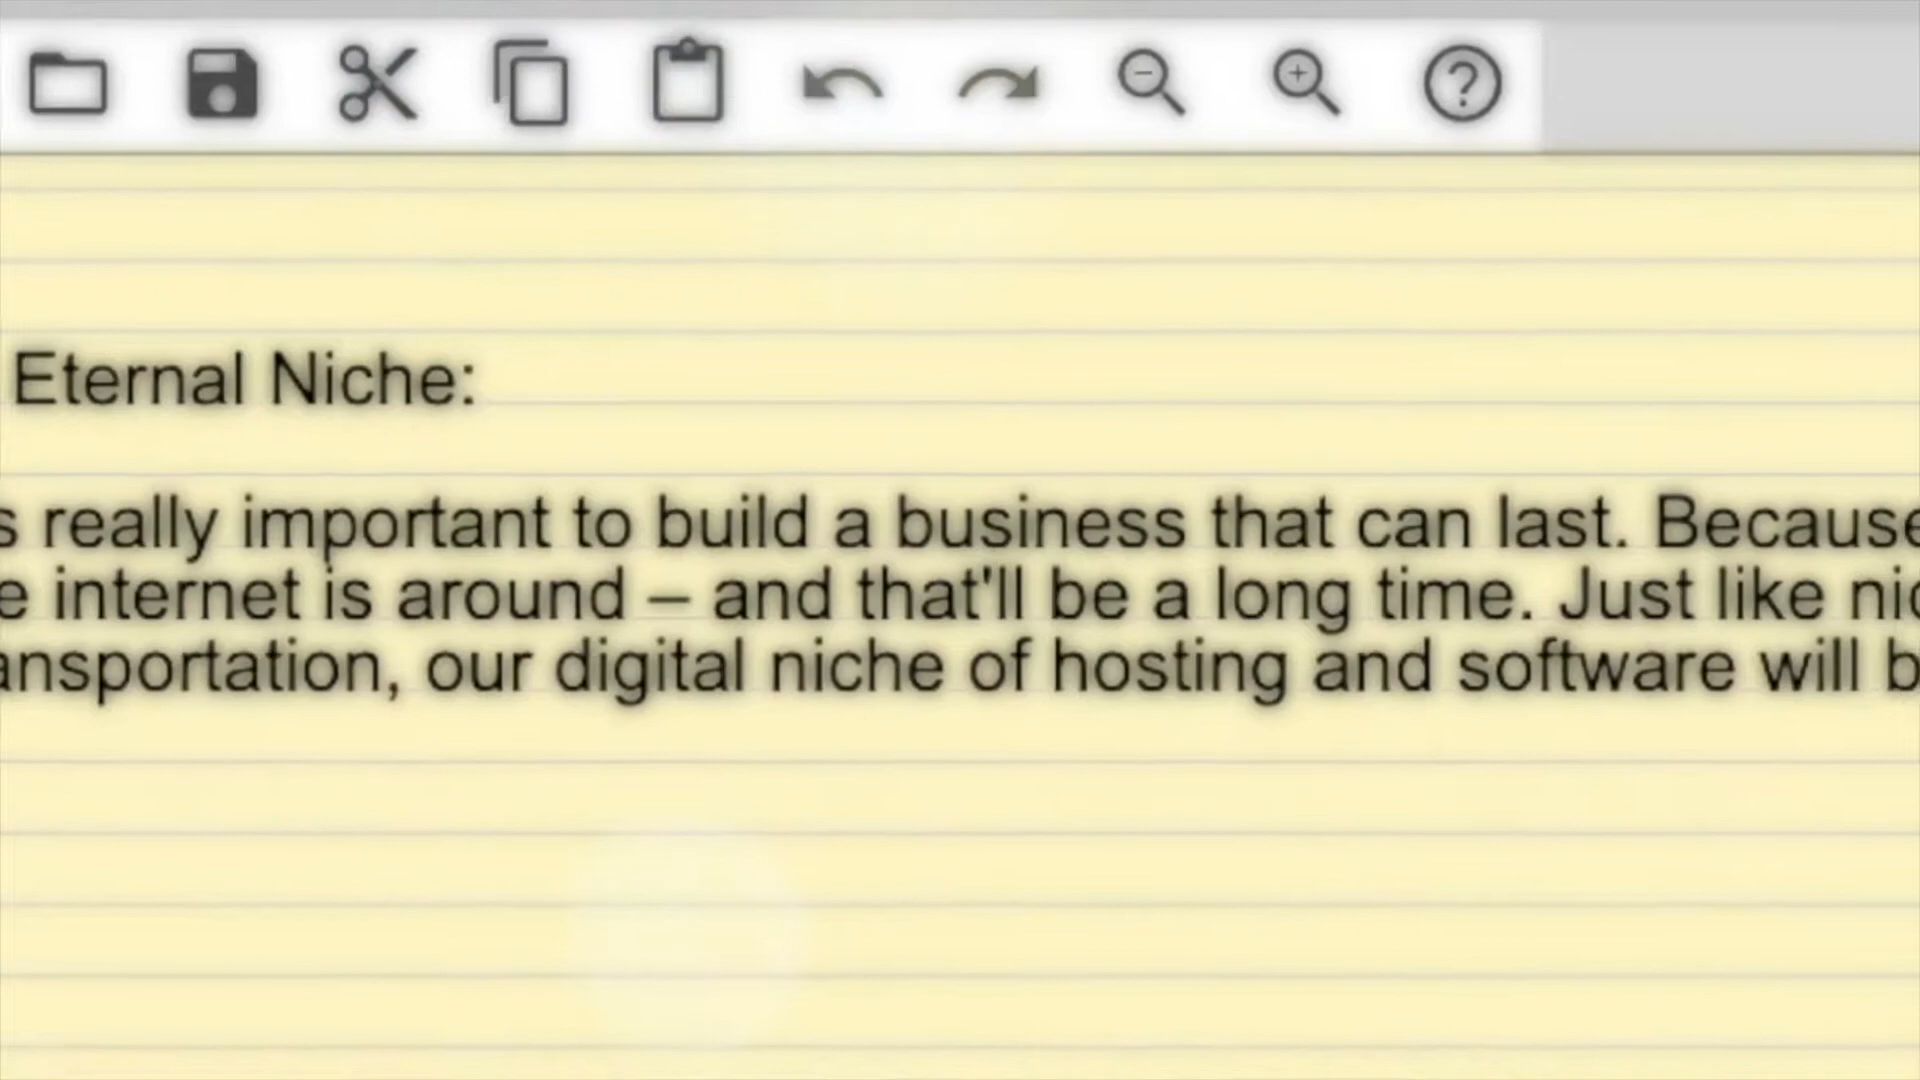 Eternal Niche:
s really important to build a business that can last. Because
e internet is around – and that'll be a long time. Just like nic
ansportation, our digital niche of hosting and software will b